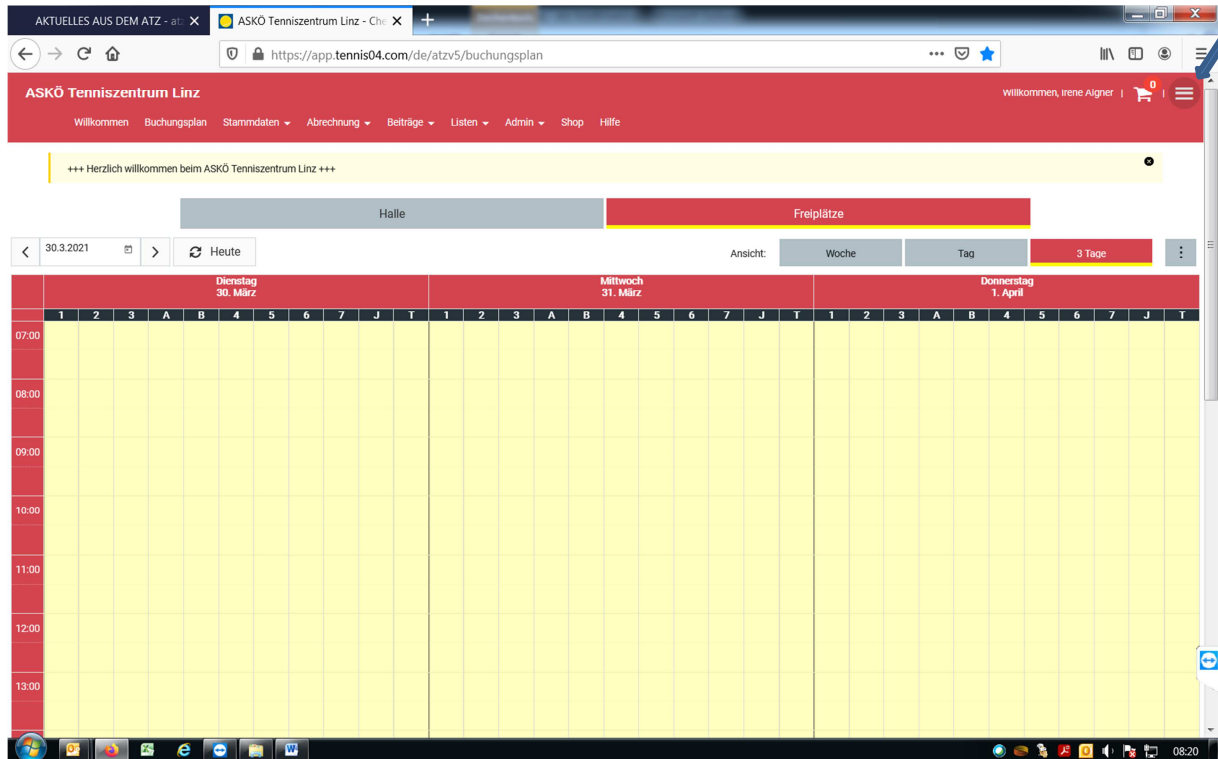 AKTUELLES AUS DEM ATZ - at
ASKÖ Tenniszentrum Linz - Che
https://app.tennis04.com/de/atzv5/buchungsplan
ASKÖ Tenniszentrum Linz
Willkommen, Irene Aigner | 0 |
Willkommen Buchungsplan Stammdaten Abrechnung Beiträge Listen Admin Shop Hilfe
+++ Herzlich willkommen beim ASKÖ Tenniszentrum Linz +++
Halle Freiplätze
30.3.2021 Heute Ansicht: Woche Tag 3 Tage
Dienstag Mittwoch Donnerstag
30. März 31. März 1. April
1 2 3 A B 4 5 6 7 J T 1 2 3 A B 4 5 6 7 J T 1 2 3 A B 4 5 6 7 J T
07:00
08:00
09:00
10:00
11:00
12:00
13:00
08:20